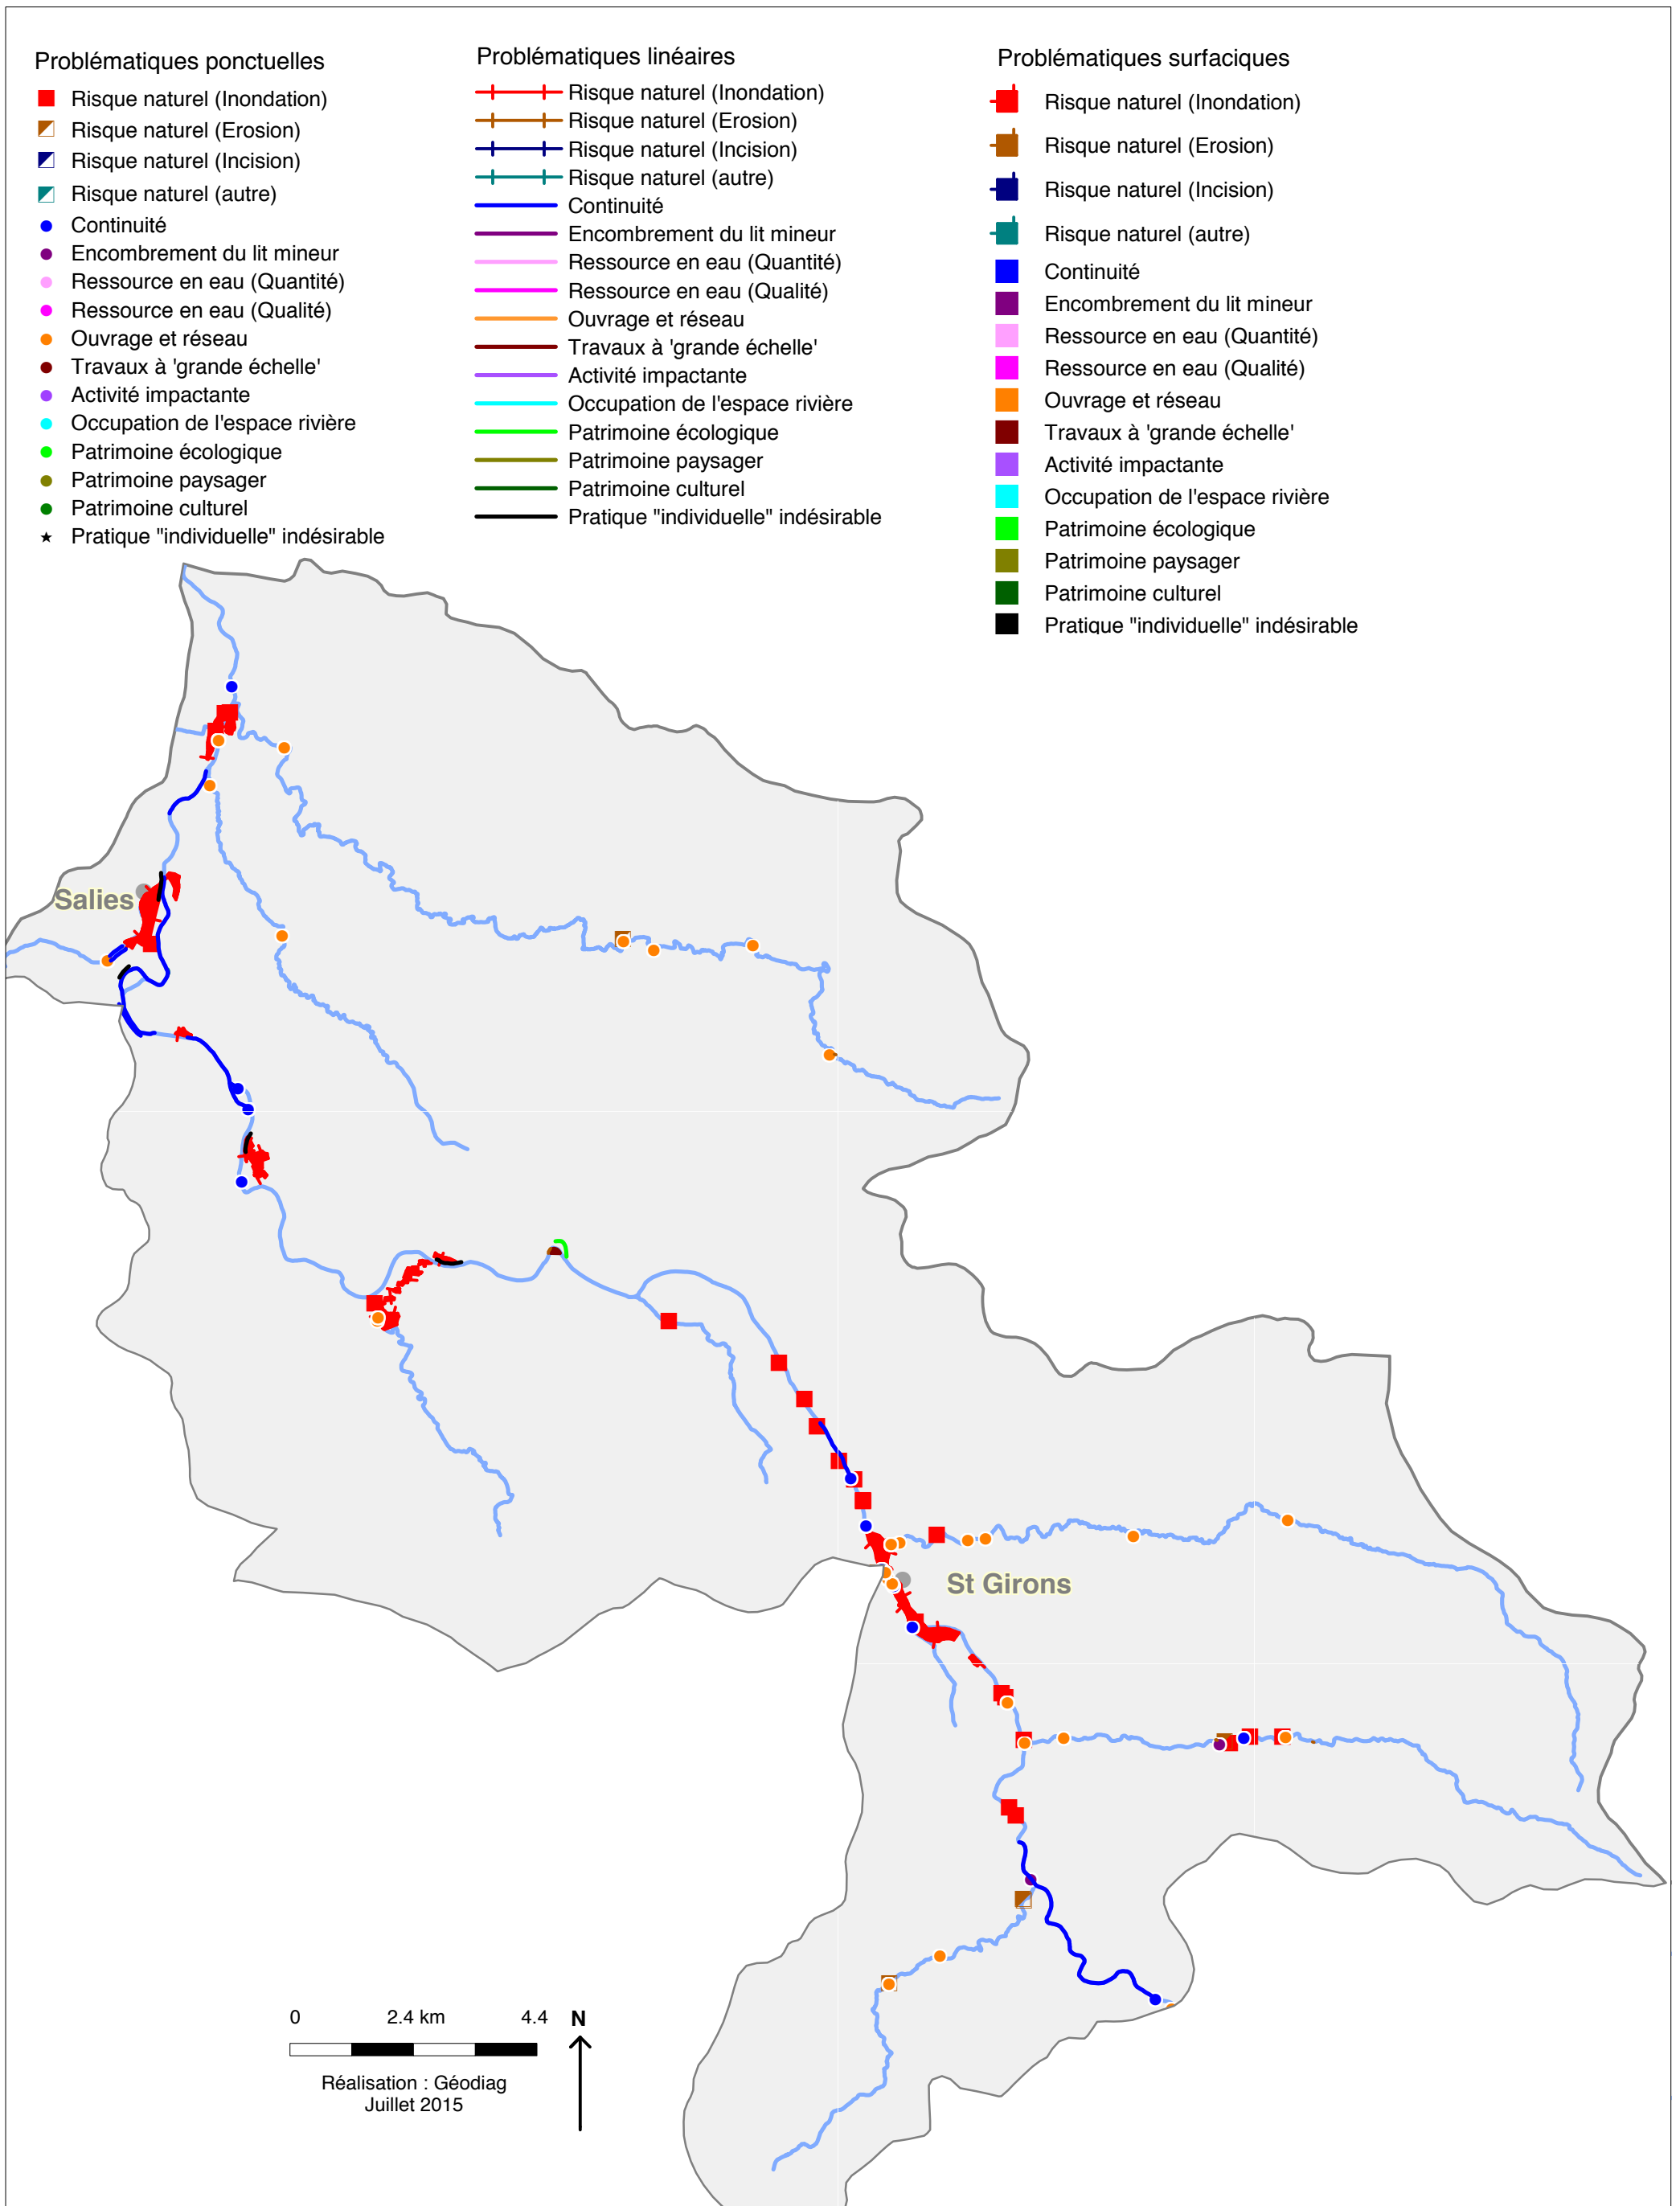 Problématiques ponctuelles
Risque naturel (Inondation)
Risque naturel (Erosion)
Risque naturel (Incision)
Risque naturel (autre)
Continuité
Encombrement du lit mineur
Ressource en eau (Quantité)
Ressource en eau (Qualité)
Ouvrage et réseau
Travaux à 'grande échelle'
Activité impactante
Occupation de l'espace rivière
Patrimoine écologique
Patrimoine paysager
Patrimoine culturel
Pratique "individuelle" indésirable
Problématiques linéaires
Risque naturel (Inondation)
Risque naturel (Erosion)
Risque naturel (Incision)
Risque naturel (autre)
Continuité
Encombrement du lit mineur
Ressource en eau (Quantité)
Ressource en eau (Qualité)
Ouvrage et réseau
Travaux à 'grande échelle'
Activité impactante
Occupation de l'espace rivière
Patrimoine écologique
Patrimoine paysager
Patrimoine culturel
Pratique "individuelle" indésirable
Problématiques surfaciques
Risque naturel (Inondation)
Risque naturel (Erosion)
Risque naturel (Incision)
Risque naturel (autre)
Continuité
Encombrement du lit mineur
Ressource en eau (Quantité)
Ressource en eau (Qualité)
Ouvrage et réseau
Travaux à 'grande échelle'
Activité impactante
Occupation de l'espace rivière
Patrimoine écologique
Patrimoine paysager
Patrimoine culturel
Pratique "individuelle" indésirable
Salies
St Girons
0 2.4 km 4.4 N
Réalisation : Géodiag
Juillet 2015